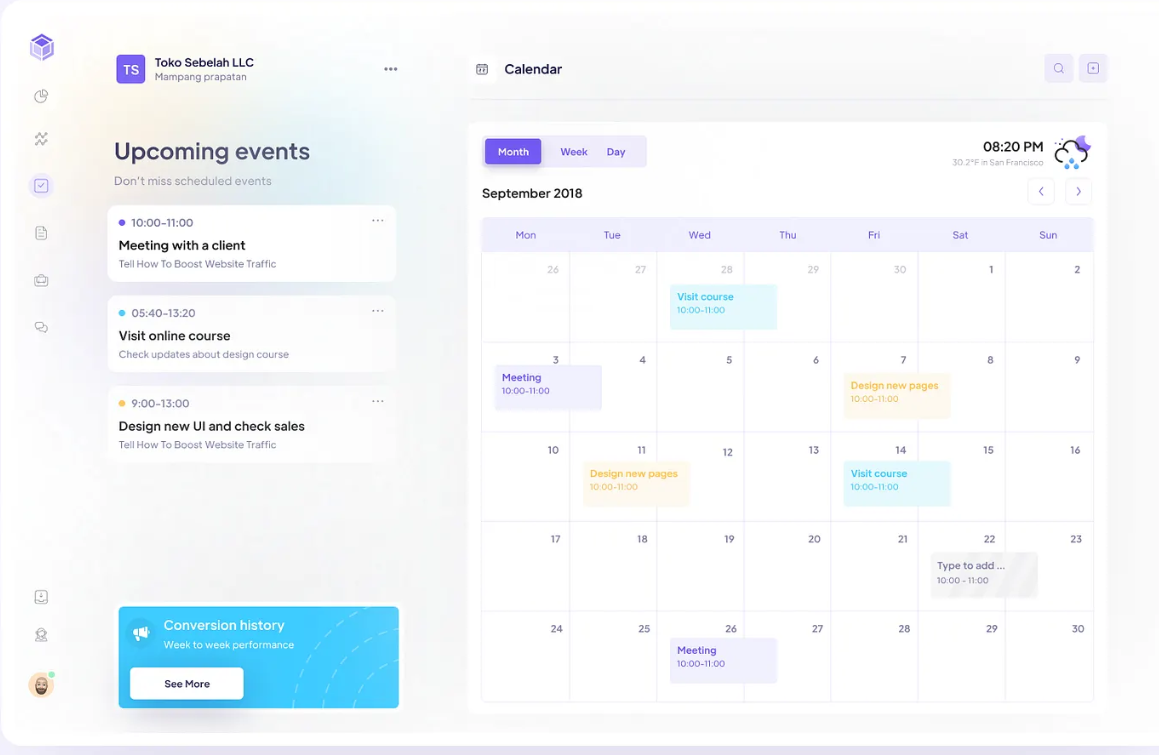 TS
Toko Sebelah LLC
Mampang prapatan
Upcoming events
Don't miss scheduled events
10:00-11:00
Meeting with a client
Tell How To Boost Website Traffic
05:40-13:20
Visit online course
Check updates about design course
9:00-13:00
Design new UI and check sales
Tell How To Boost Website Traffic
Conversion history
Week to week performance
See More
Calendar
Month Week Day
08:20 PM
30.2°F in San Francisco
September 2018
Mon Tue Wed Thu Fri Sat Sun
26 27 28 29 30 1 2
Visit course
10:00-11:00
3 4 5 6 7 8 9
Meeting
10:00-11:00
Design new pages
10:00-11:00
10 11 12 13 14 15 16
Design new pages
10:00-11:00
Visit course
10:00-11:00
17 18 19 20 21 22 23
Type to add ...
10:00 - 11:00
24 25 26 27 28 29 30
Meeting
10:00-11:00